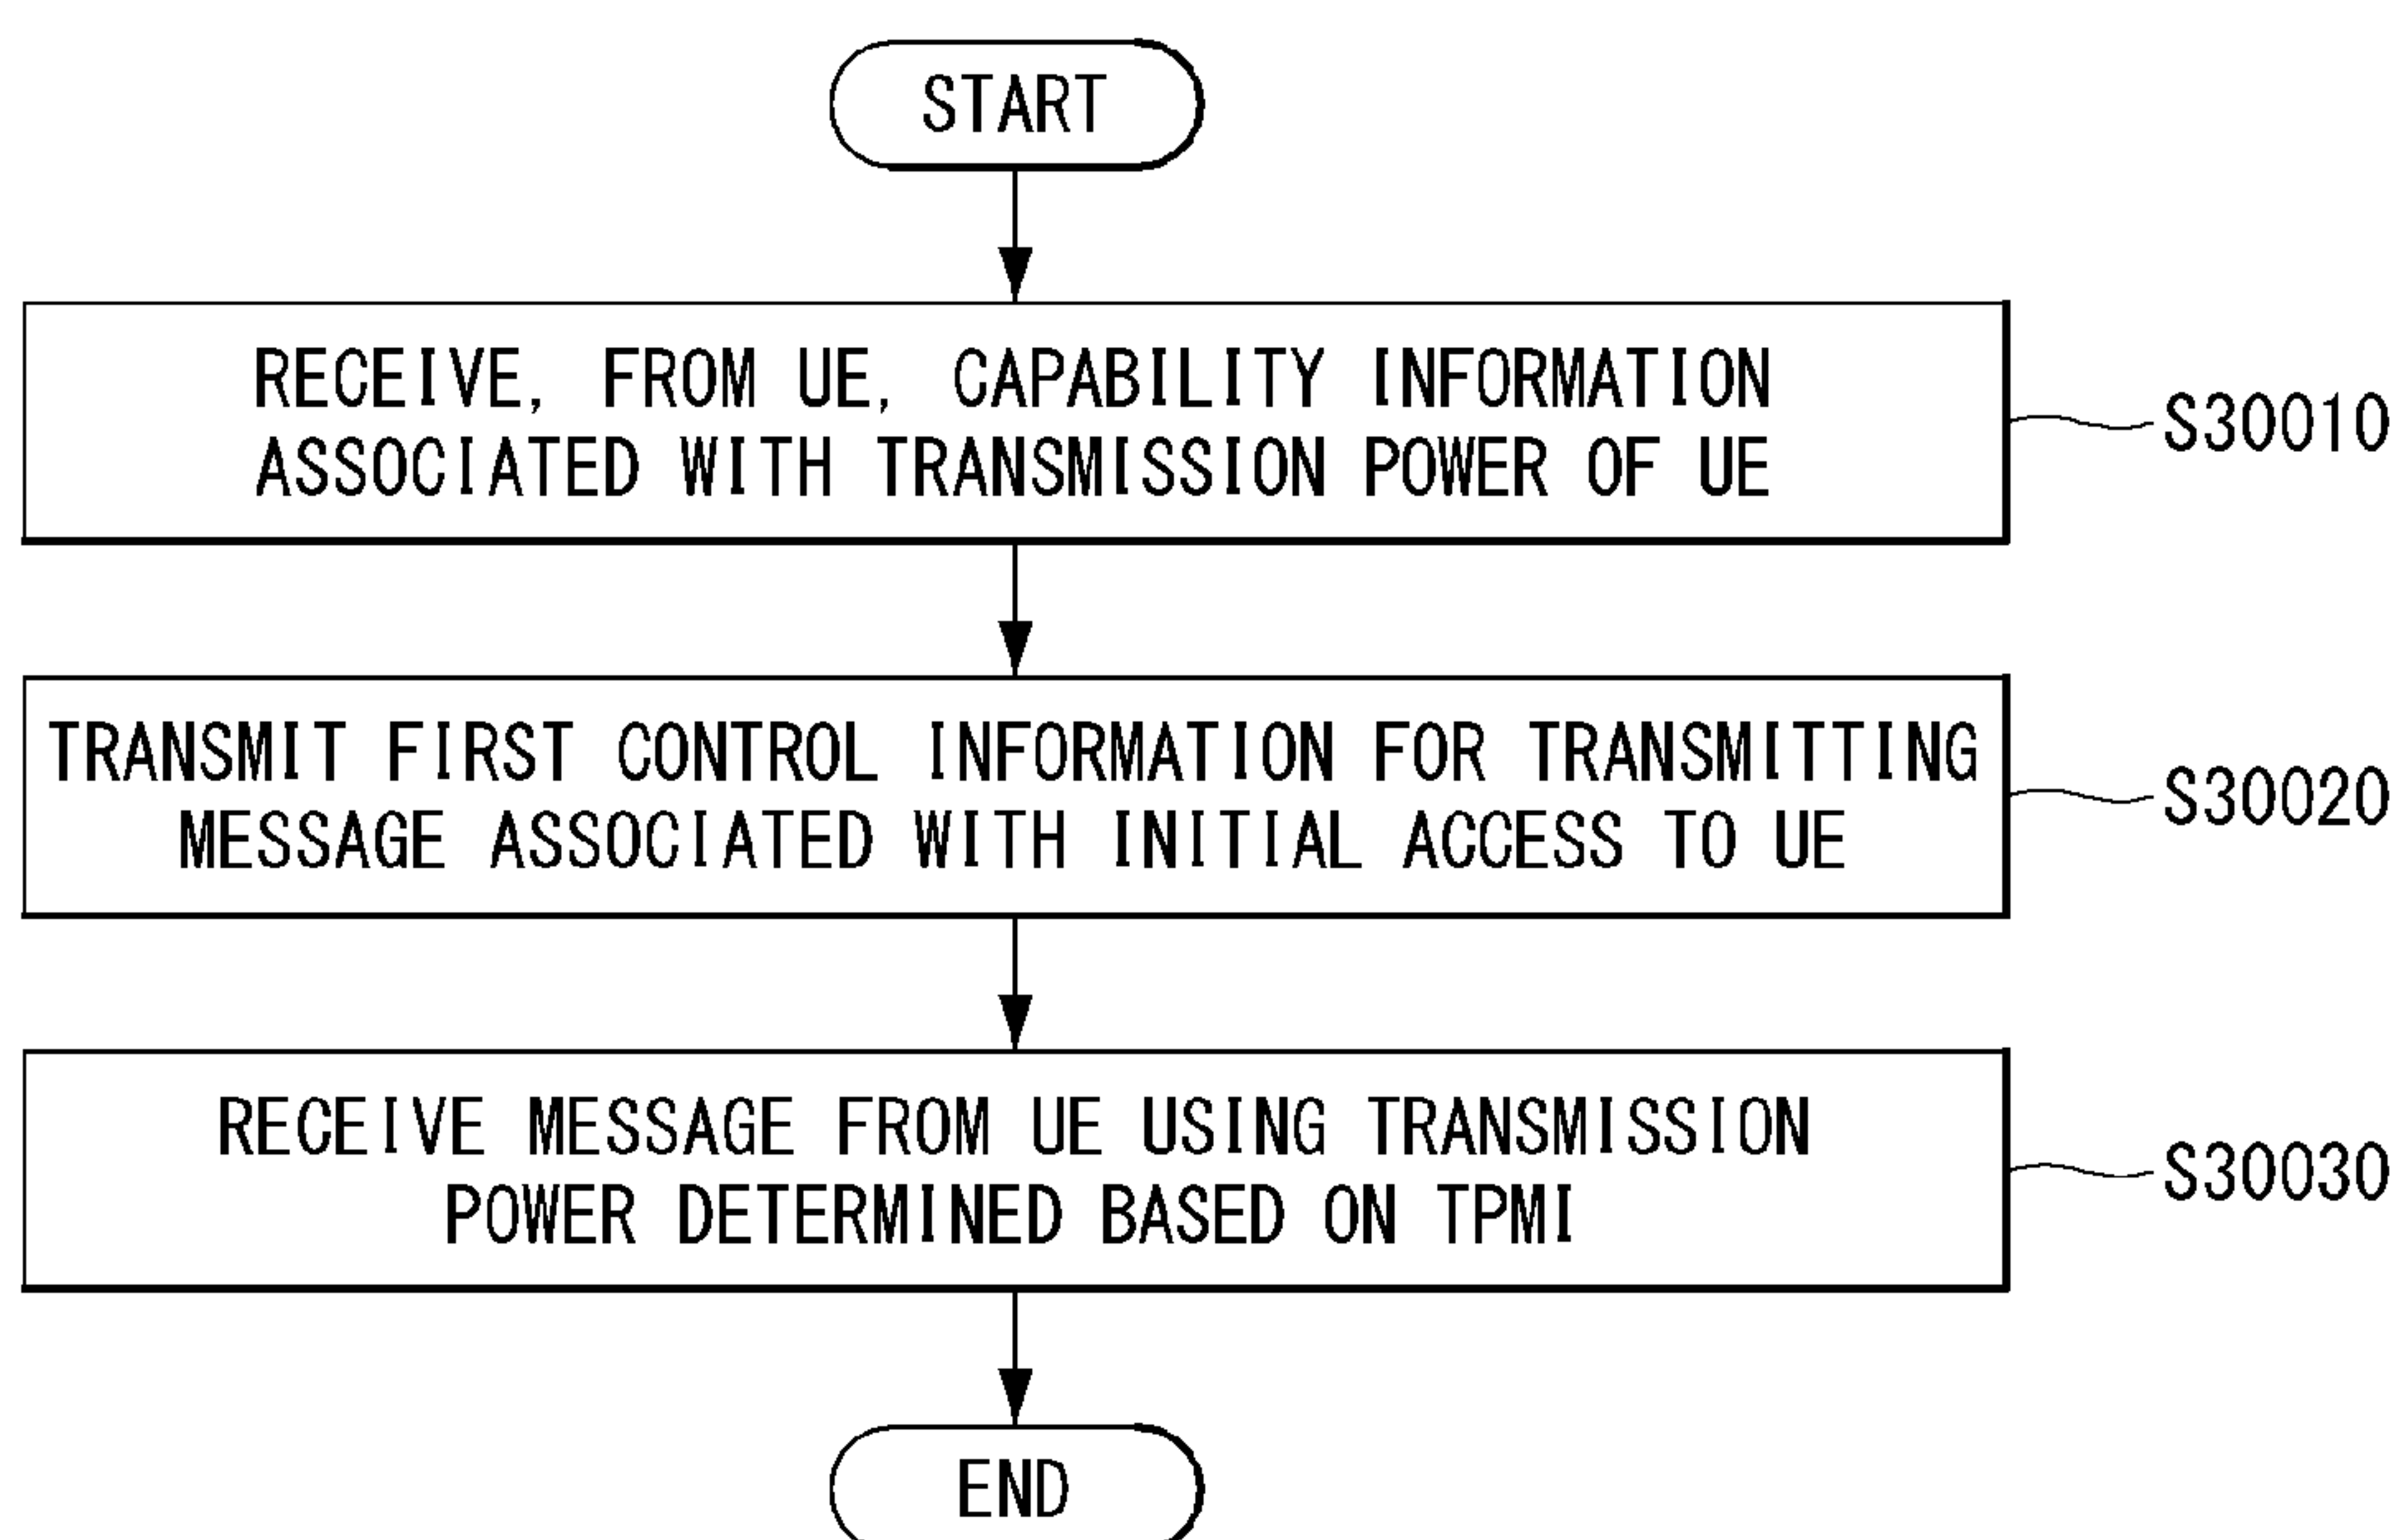 START
RECEIVE, FROM UE, CAPABILITY INFORMATION
ASSOCIATED WITH TRANSMISSION POWER OF UE
S30010
TRANSMIT FIRST CONTROL INFORMATION FOR TRANSMITTING
MESSAGE ASSOCIATED WITH INITIAL ACCESS TO UE
S30020
RECEIVE MESSAGE FROM UE USING TRANSMISSION
POWER DETERMINED BASED ON TPMI
S30030
END